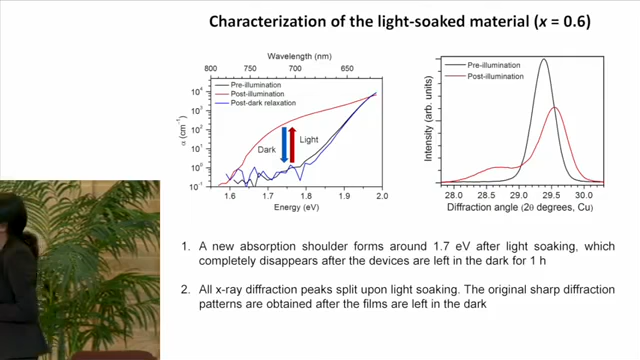 Characterization of the light-soaked material (x = 0.6)
Wavelength (nm)
800 750 700 650
Pre-illumination
Post-illumination
Post-dark relaxation
10⁴
10³
10²
10¹
10⁰
10⁻¹
α (cm⁻¹)
Dark
Light
1.6 1.7 1.8 1.9 2.0
Energy (eV)
Pre-illumination
Post-illumination
Intensity (arb. units)
28.0 28.5 29.0 29.5 30.0
Diffraction angle (2θ degrees, Cu)
1. A new absorption shoulder forms around 1.7 eV after light soaking, which
completely disappears after the devices are left in the dark for 1 h
2. All x-ray diffraction peaks split upon light soaking. The original sharp diffraction
patterns are obtained after the films are left in the dark